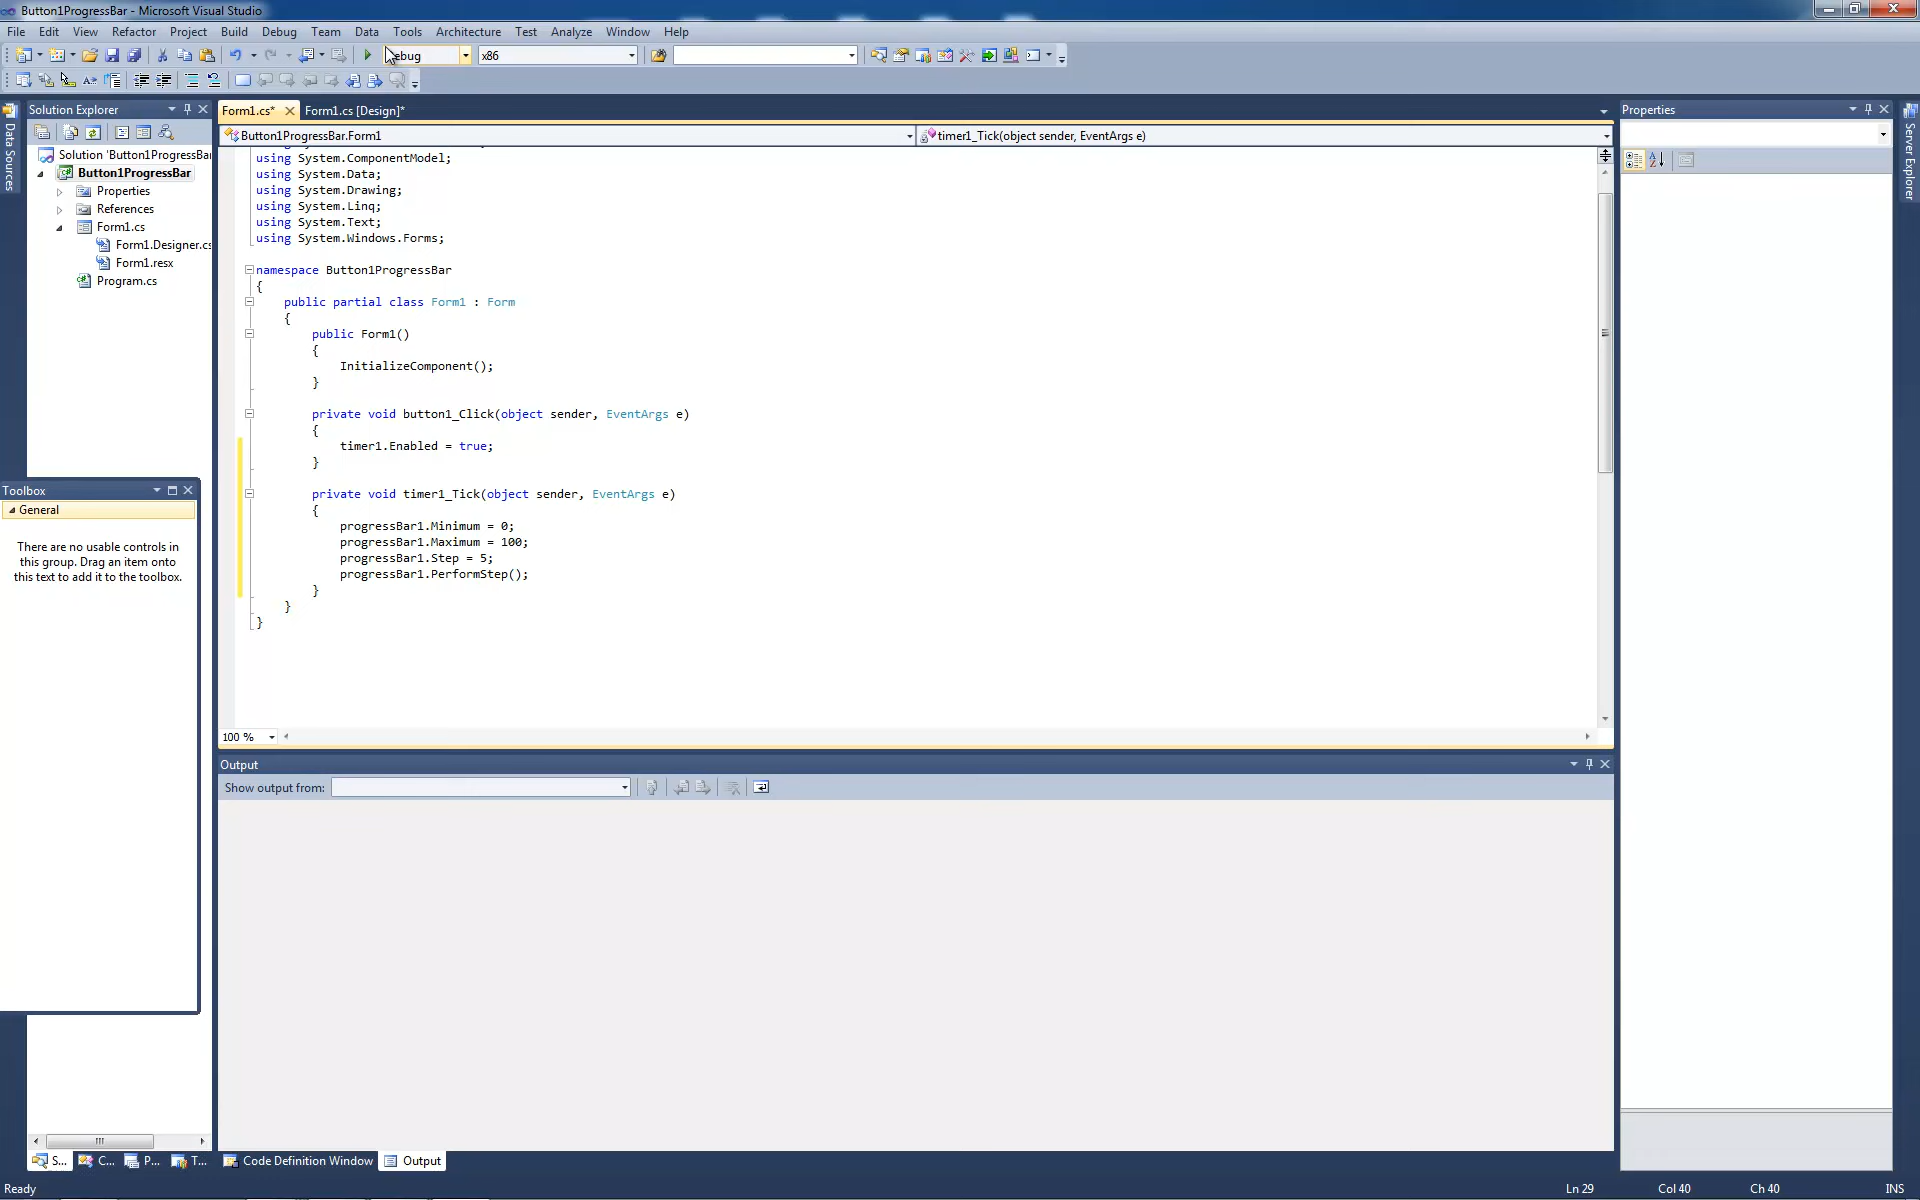 Button1ProgressBar - Microsoft Visual Studio
File Edit View Refactor Project Build Debug Team Data Tools Architecture Test Analyze Window Help
ebug x86
Solution Explorer
Form1.cs*
Form1.cs [Design]*
Properties
Data Sources
Server Explorer
Button1ProgressBar.Form1
timer1_Tick(object sender, EventArgs e)
Solution 'Button1ProgressBar
Button1ProgressBar
Properties
References
Form1.cs
Form1.Designer.cs
Form1.resx
Program.cs
using System.ComponentModel;
using System.Data;
using System.Drawing;
using System.Linq;
using System.Text;
using System.Windows.Forms;
namespace Button1ProgressBar
{
public partial class Form1 : Form
{
public Form1()
{
InitializeComponent();
}
private void button1_Click(object sender, EventArgs e)
{
timer1.Enabled = true;
}
private void timer1_Tick(object sender, EventArgs e)
{
progressBar1.Minimum = 0;
progressBar1.Maximum = 100;
progressBar1.Step = 5;
progressBar1.PerformStep();
}
}
}
Toolbox
General
There are no usable controls in
this group. Drag an item onto
this text to add it to the toolbox.
100 %
Output
Show output from:
S... C... P... T...
Code Definition Window
Output
Ready
Ln 29 Col 40 Ch 40 INS